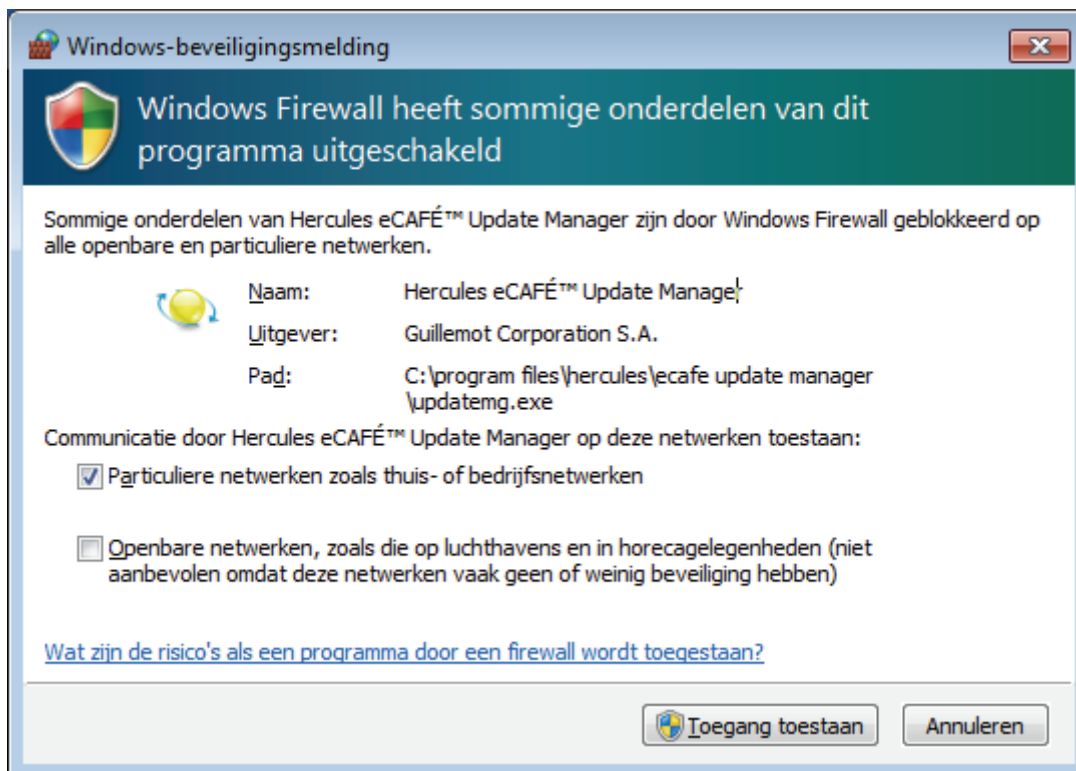 Windows-beveiligingsmelding
Windows Firewall heeft sommige onderdelen van dit
programma uitgeschakeld
Sommige onderdelen van Hercules eCAFÉ™ Update Manager zijn door Windows Firewall geblokkeerd op
alle openbare en particuliere netwerken.
Naam: Hercules eCAFÉ™ Update Manager
Uitgever: Guillemot Corporation S.A.
Pad: C:\program files\hercules\ecafe update manager
\updatemg.exe
Communicatie door Hercules eCAFÉ™ Update Manager op deze netwerken toestaan:
Particuliere netwerken zoals thuis- of bedrijfsnetwerken
Openbare netwerken, zoals die op luchthavens en in horecagelegenheden (niet
aanbevolen omdat deze netwerken vaak geen of weinig beveiliging hebben)
Wat zijn de risico's als een programma door een firewall wordt toegestaan?
Toegang toestaan Annuleren